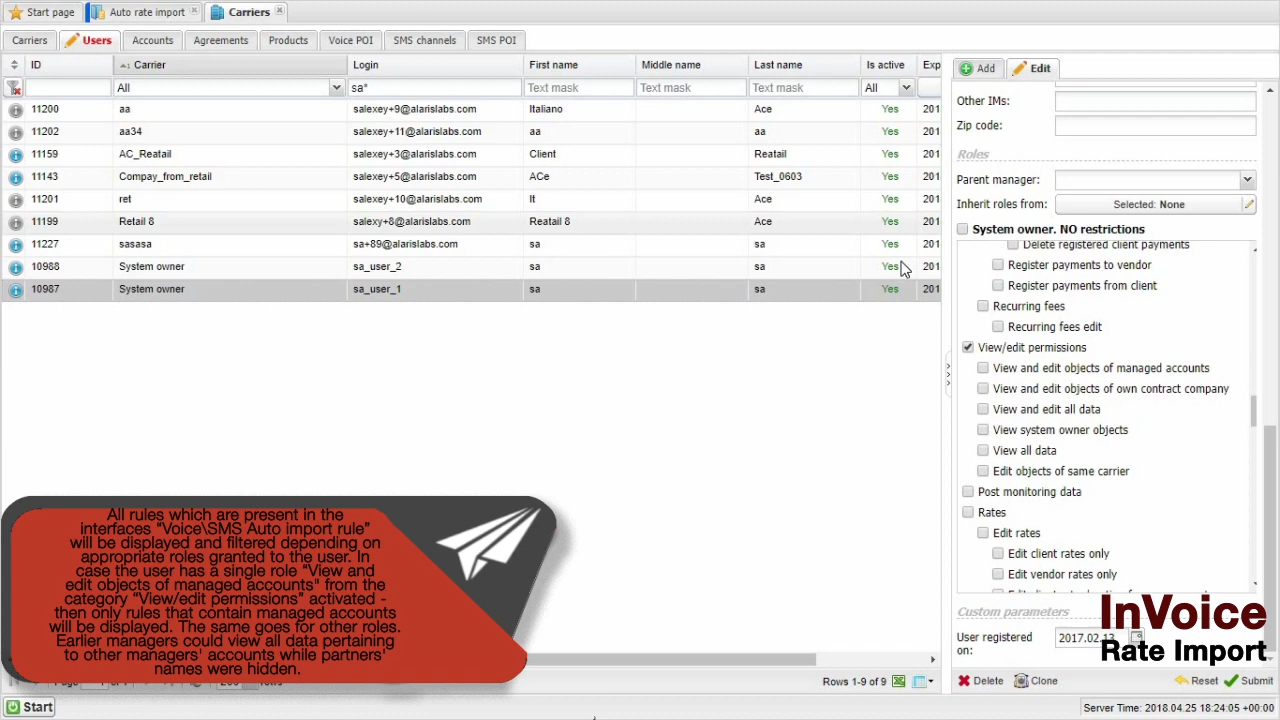 Start page Auto rate import Carriers
Carriers Users Accounts Agreements Products Voice POI SMS channels SMS POI
ID Carrier Login First name Middle name Last name Is active Exp
All sa* Text mask Text mask Text mask All
11200 aa salexey+9@alarislabs.com Italiano Ace Yes 201
11202 aa34 salexey+11@alarislabs.com aa aa Yes 201
11159 AC_Reatail salexey+3@alarislabs.com Client Reatail Yes 201
11143 Compay_from_retail salexey+5@alarislabs.com ACe Test_0603 Yes 201
11201 ret salexey+10@alarislabs.com It Ace Yes 201
11199 Retail 8 salexy+8@alarislabs.com Reatail 8 Ace Yes 201
11227 sasasa sa+89@alarislabs.com sa sa Yes 201
10988 System owner sa_user_2 sa sa Yes 201
10987 System owner sa_user_1 sa sa Yes 201
Add Edit
Other IMs:
Zip code:
Roles
Parent manager:
Inherit roles from: Selected: None
System owner. NO restrictions
Delete registered client payments
Register payments to vendor
Register payments from client
Recurring fees
Recurring fees edit
View/edit permissions
View and edit objects of managed accounts
View and edit objects of own contract company
View and edit all data
View system owner objects
View all data
Edit objects of same carrier
Post monitoring data
Rates
Edit rates
Edit client rates only
Edit vendor rates only
Custom parameters
User registered on: 2017.02.13
All rules which are present in the
interfaces “Voice\SMS Auto import rule”
will be displayed and filtered depending on
appropriate roles granted to the user. In
case the user has a single role “View and
edit objects of managed accounts" from the
category “View/edit permissions” activated -
then only rules that contain managed accounts
will be displayed. The same goes for other roles.
Earlier managers could view all data pertaining
to other managers' accounts while partners’
names were hidden.
InVoice
Rate Import
Rows 1-9 of 9
Delete Clone Reset Submit
Start Server Time: 2018.04.25 18:24:05 +00:00